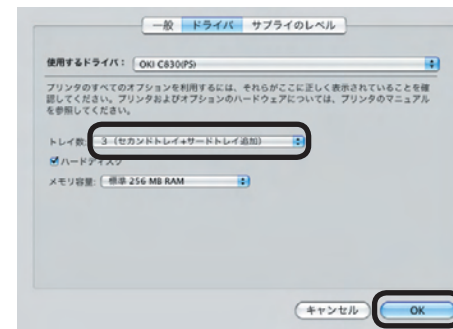 一般 ドライバ サプライのレベル
使用するドライバ： OKI C830(PS)
プリンタのすべてのオプションを利用するには、それらがここに正しく表示されていることを確
認してください。プリンタおよびオプションのハードウェアについては、プリンタのマニュアル
を参照してください。
トレイ数: 3（セカンドトレイ+サードトレイ追加）
ハードディスク
メモリ容量: 標準 256 MB RAM
キャンセル OK